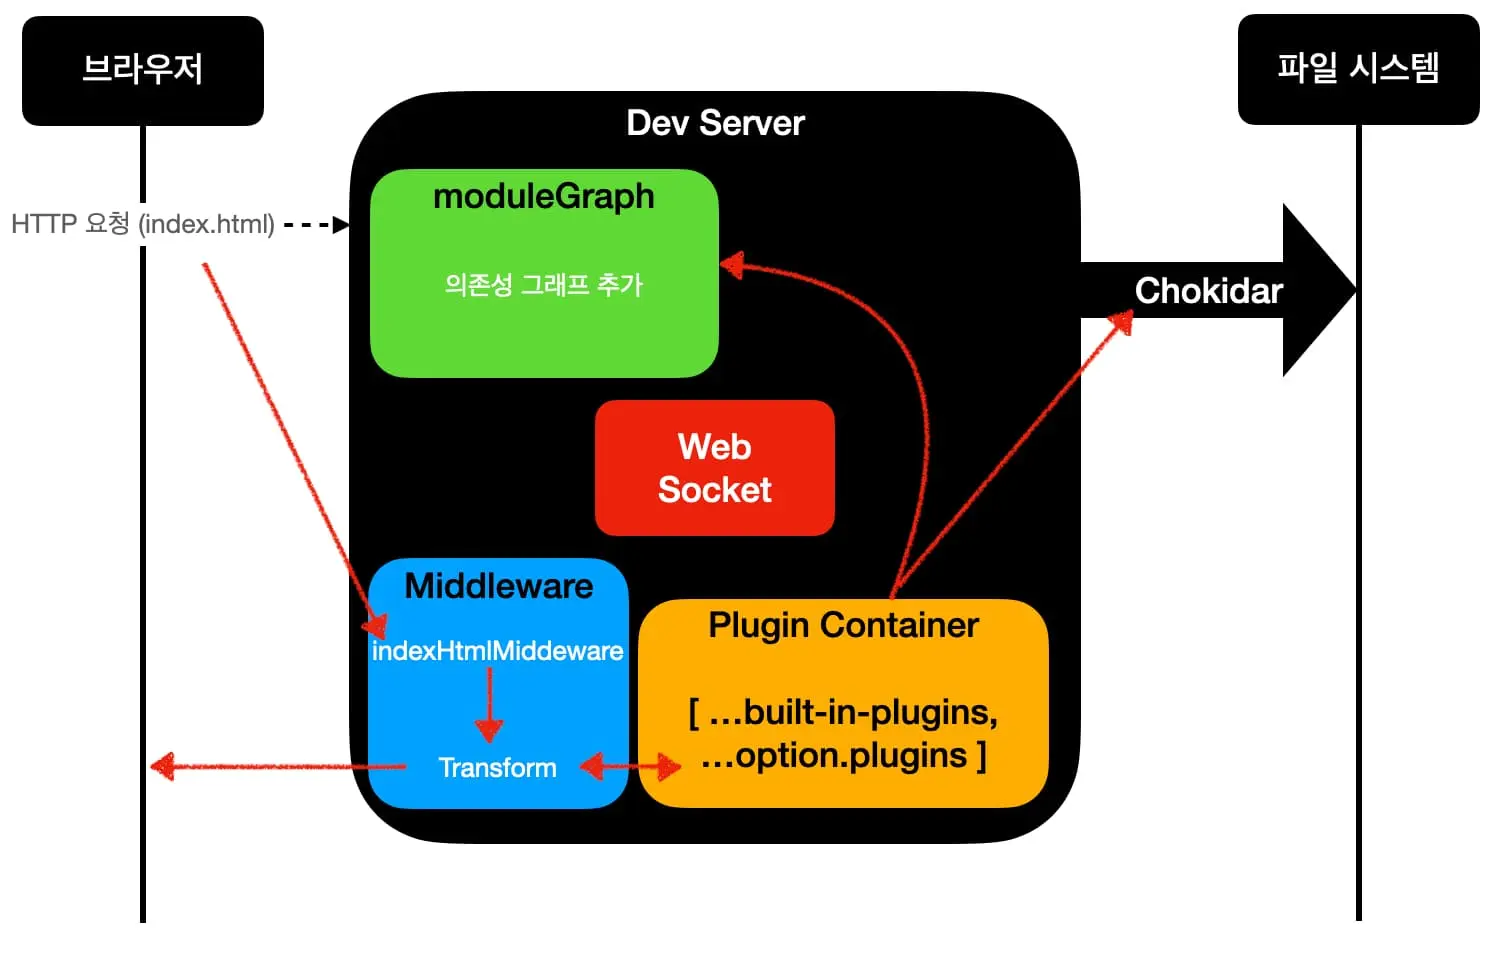 브라우저
파일 시스템
Dev Server
moduleGraph
HTTP 요청 (index.html)
의존성 그래프 추가
Chokidar
Web
Socket
Middleware
indexHtmlMiddeware
Transform
Plugin Container
[ ...built-in-plugins,
...option.plugins ]